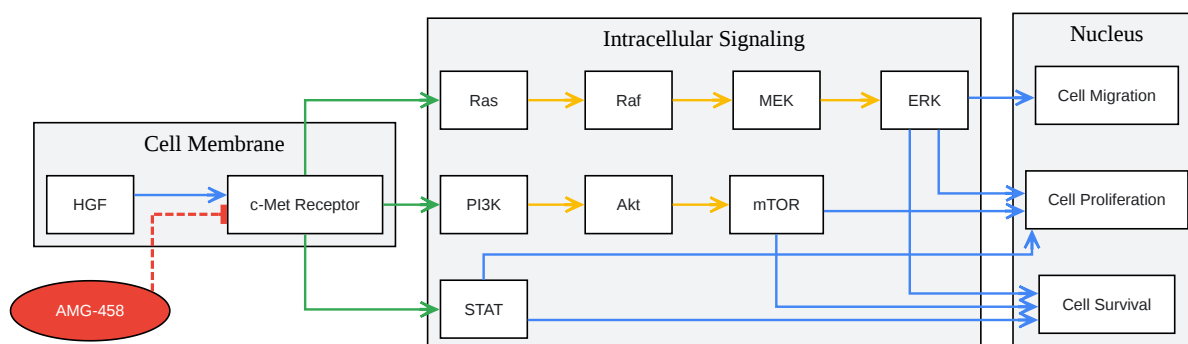 Intracellular Signaling
Nucleus
Ras
Raf
MEK
ERK
Cell Migration
Cell Membrane
HGF
c-Met Receptor
PI3K
Akt
mTOR
Cell Proliferation
AMG-458
STAT
Cell Survival